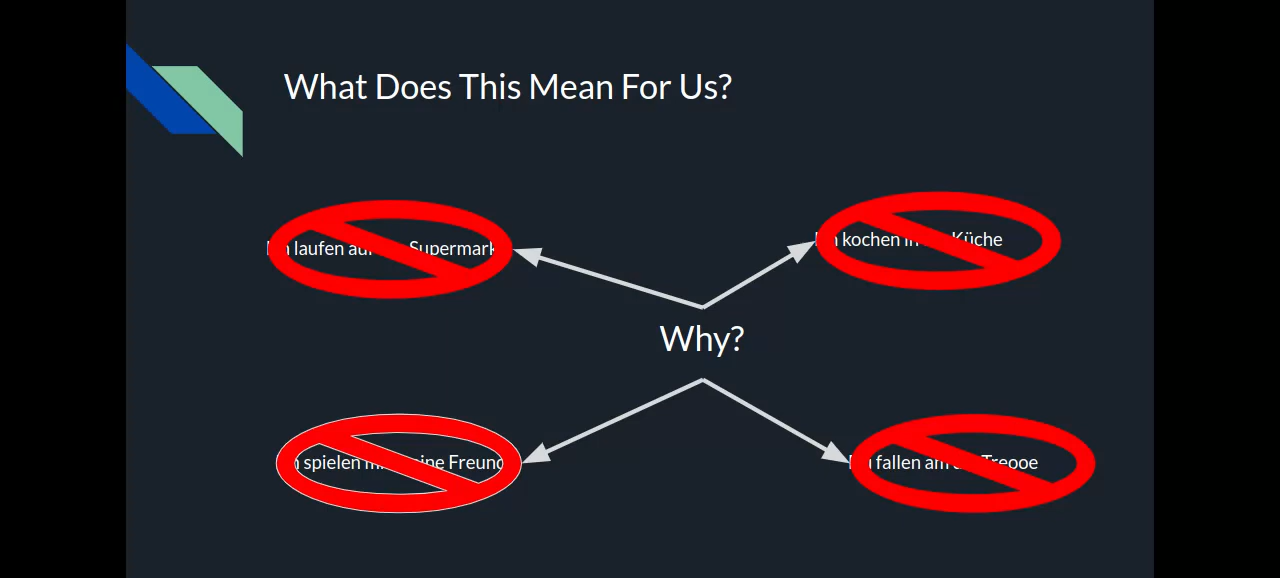 What Does This Mean For Us?
laufen Supermark
kochen Küche
Why?
spielen Freund
fallen Treooe